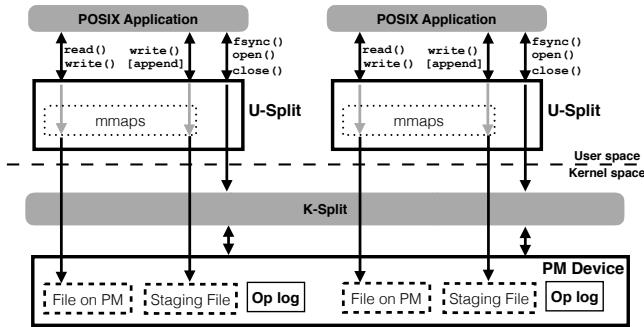 POSIX Application
POSIX Application
read()
write()
write()
[append]
fsync()
open()
close()
read()
write()
write()
[append]
fsync()
open()
close()
mmaps
U-Split
mmaps
U-Split
User space
Kernel space
K-Split
PM Device
File on PM
Staging File
Op log
File on PM
Staging File
Op log